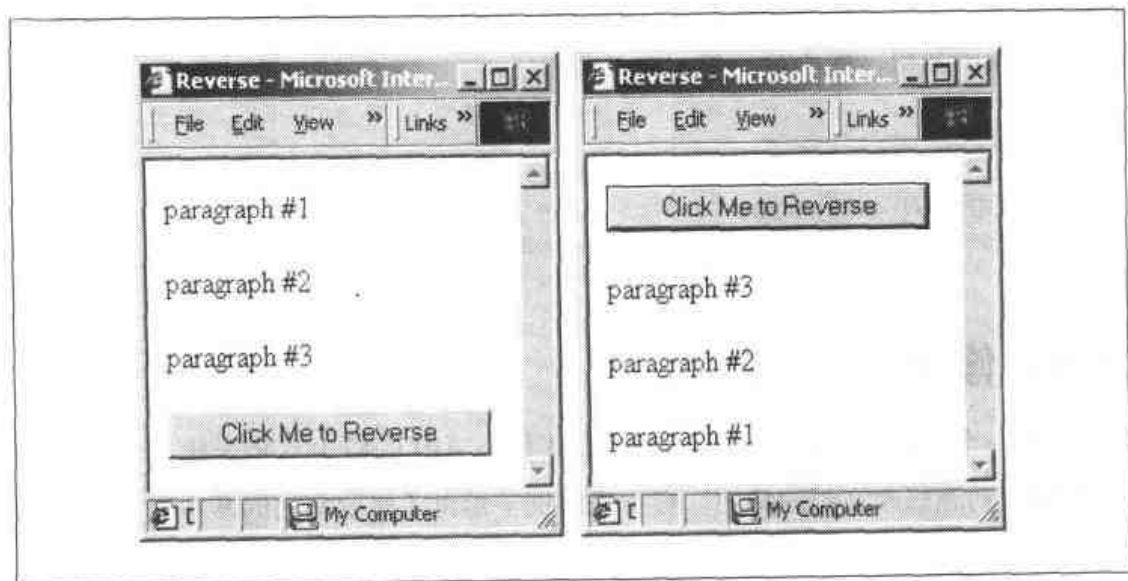 Reverse - Microsoft Inter...
File Edit View » Links »
paragraph #1
paragraph #2
paragraph #3
Click Me to Reverse
My Computer
Reverse - Microsoft Inter...
File Edit View » Links »
Click Me to Reverse
paragraph #3
paragraph #2
paragraph #1
My Computer